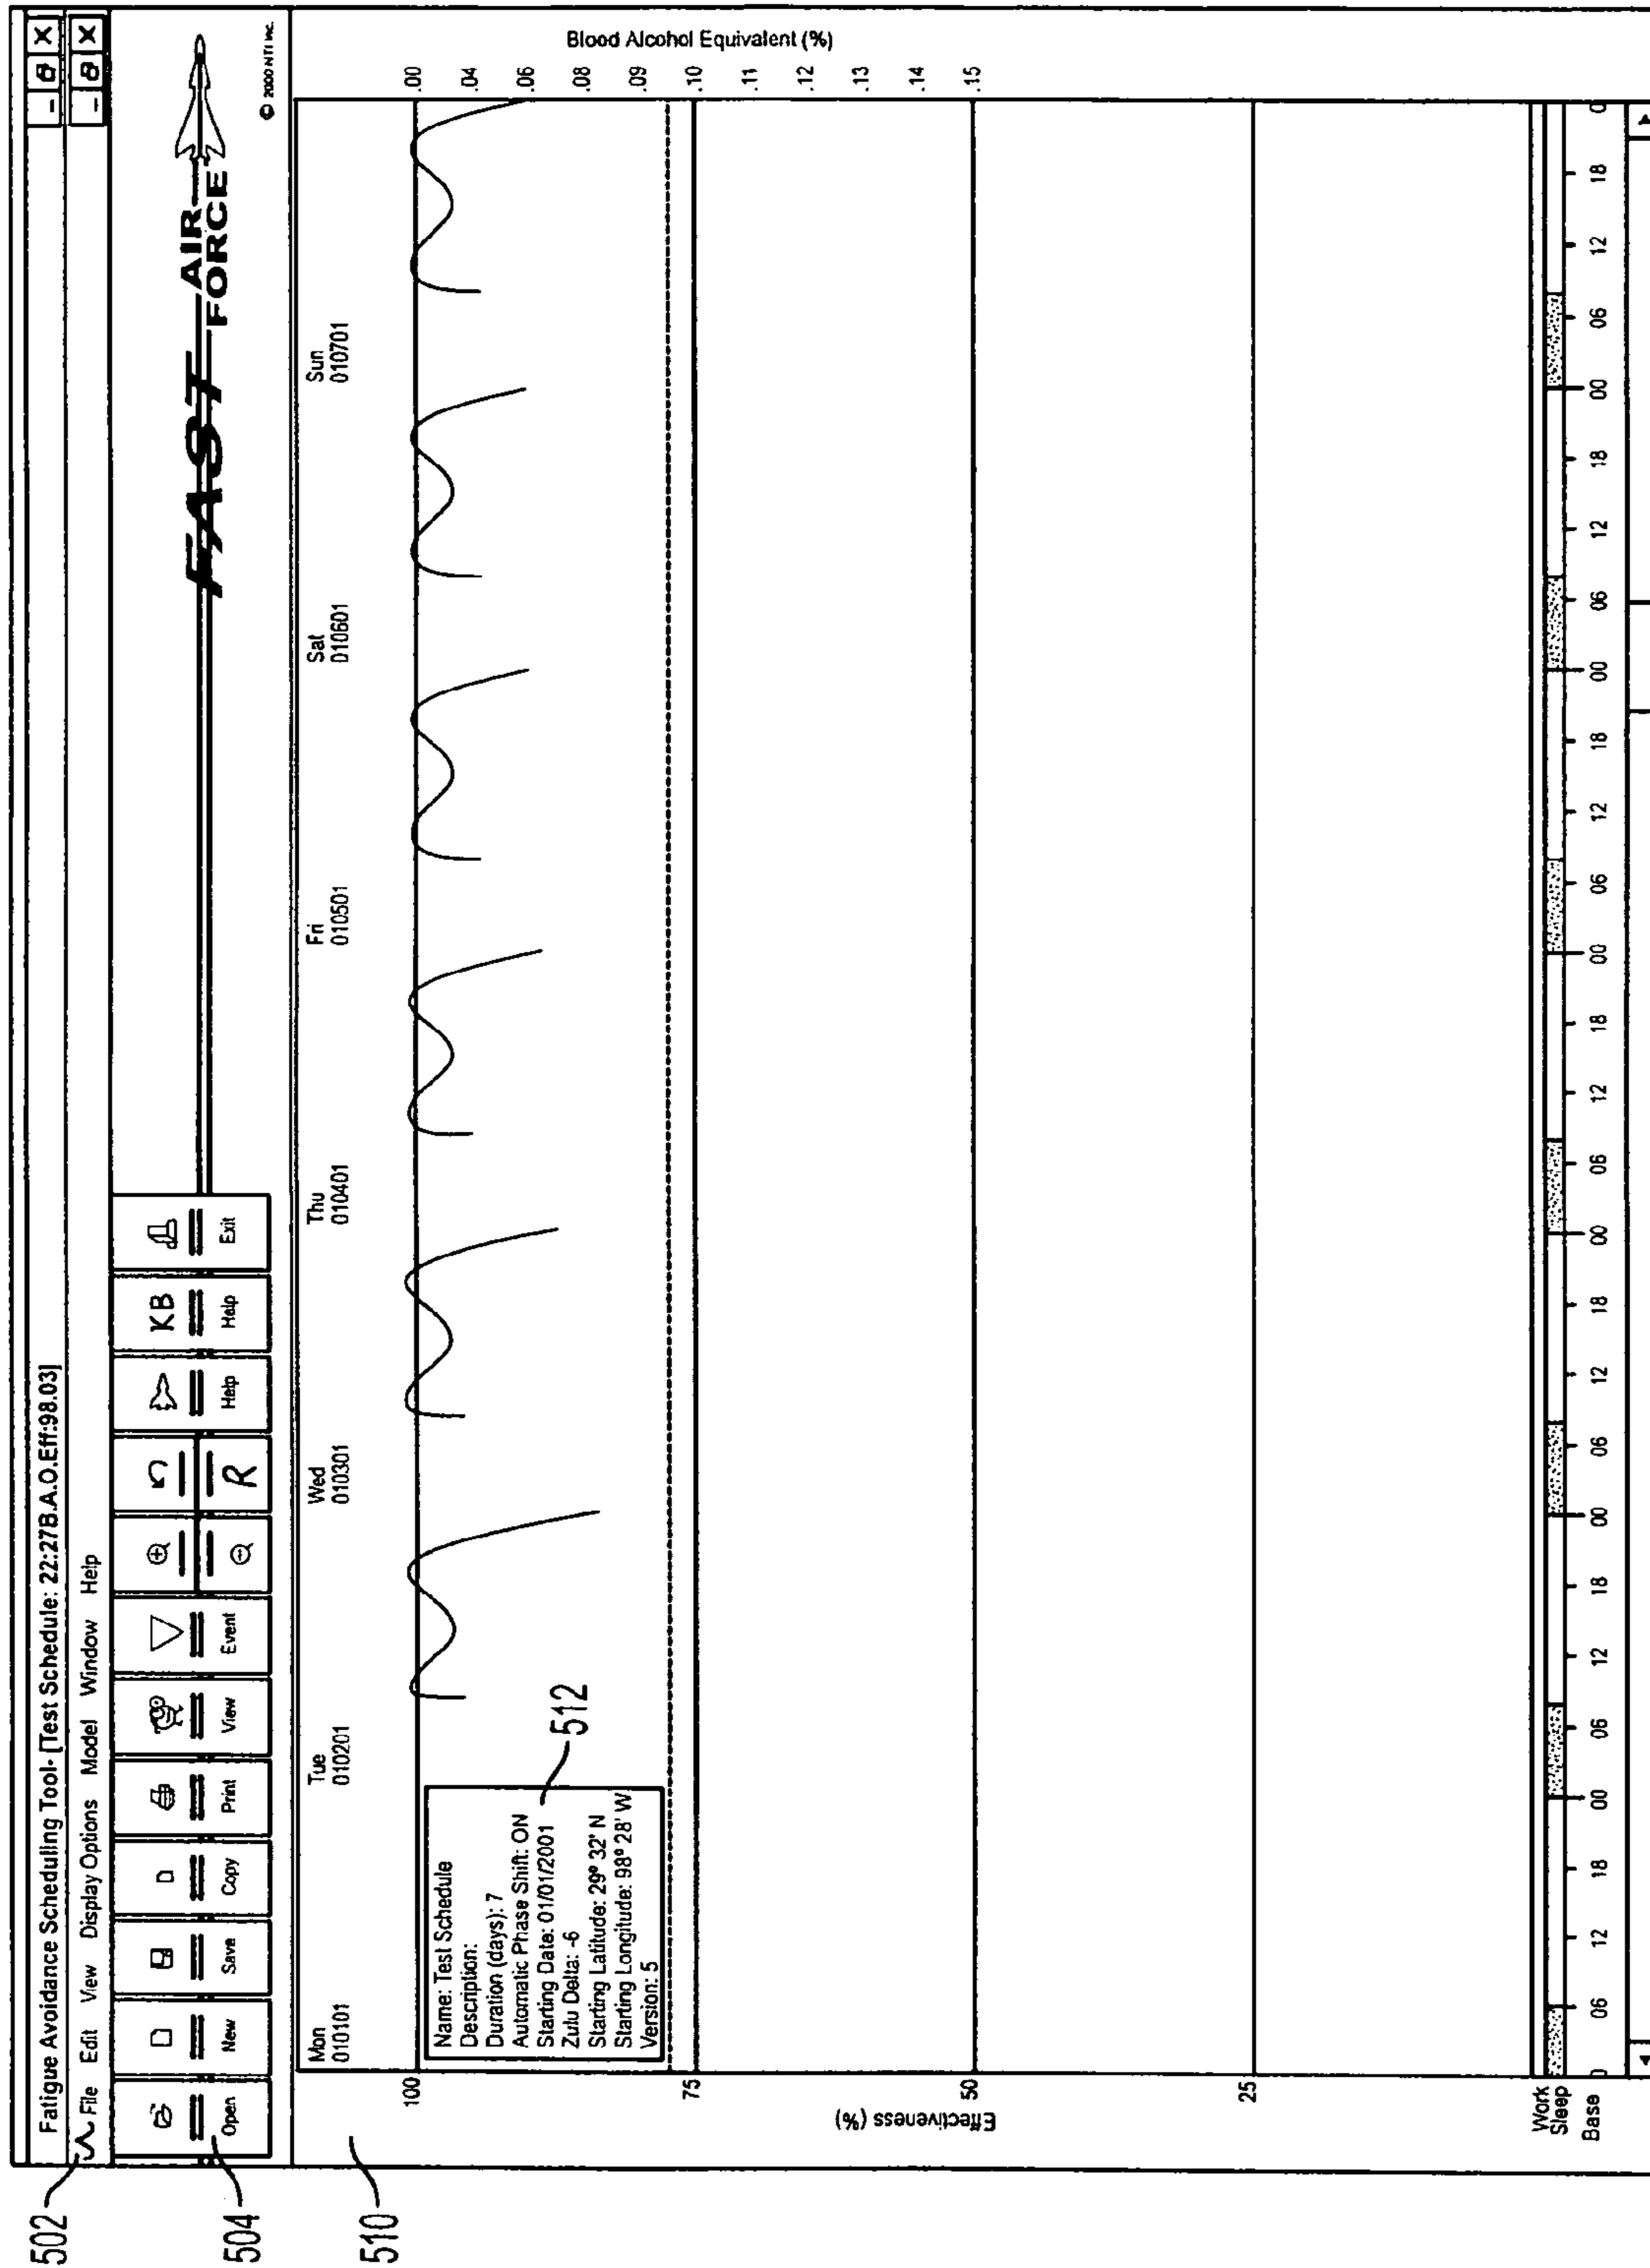 Fatigue Avoidance Scheduling Tool- [Test Schedule: 22:27B.A.O.Eff:98.03]
502
File Edit View Display Options Model Window Help
504
Open New Save Copy Print View Event Help Help Exit
KB
R
FAST AIR FORCE
© 2000 NTI Inc.
510
Mon Tue Wed Thu Fri Sat Sun
010101 010201 010301 010401 010501 010601 010701
Name: Test Schedule
Description:
Duration (days): 7
Automatic Phase Shift: ON
Starting Date: 01/01/2001
Zulu Delta: -6
Starting Latitude: 29º 32' N
Starting Longitude: 98º 28' W
Version: 5
512
Effectiveness (%)
100
75
50
25
Blood Alcohol Equivalent (%)
.00
.04
.06
.08
.09
.10
.11
.12
.13
.14
.15
Work
Sleep
Base
0 06 12 18 00 06 12 18 00 06 12 18 00 06 12 18 00 06 12 18 00 06 12 18 00 06 12 18 0